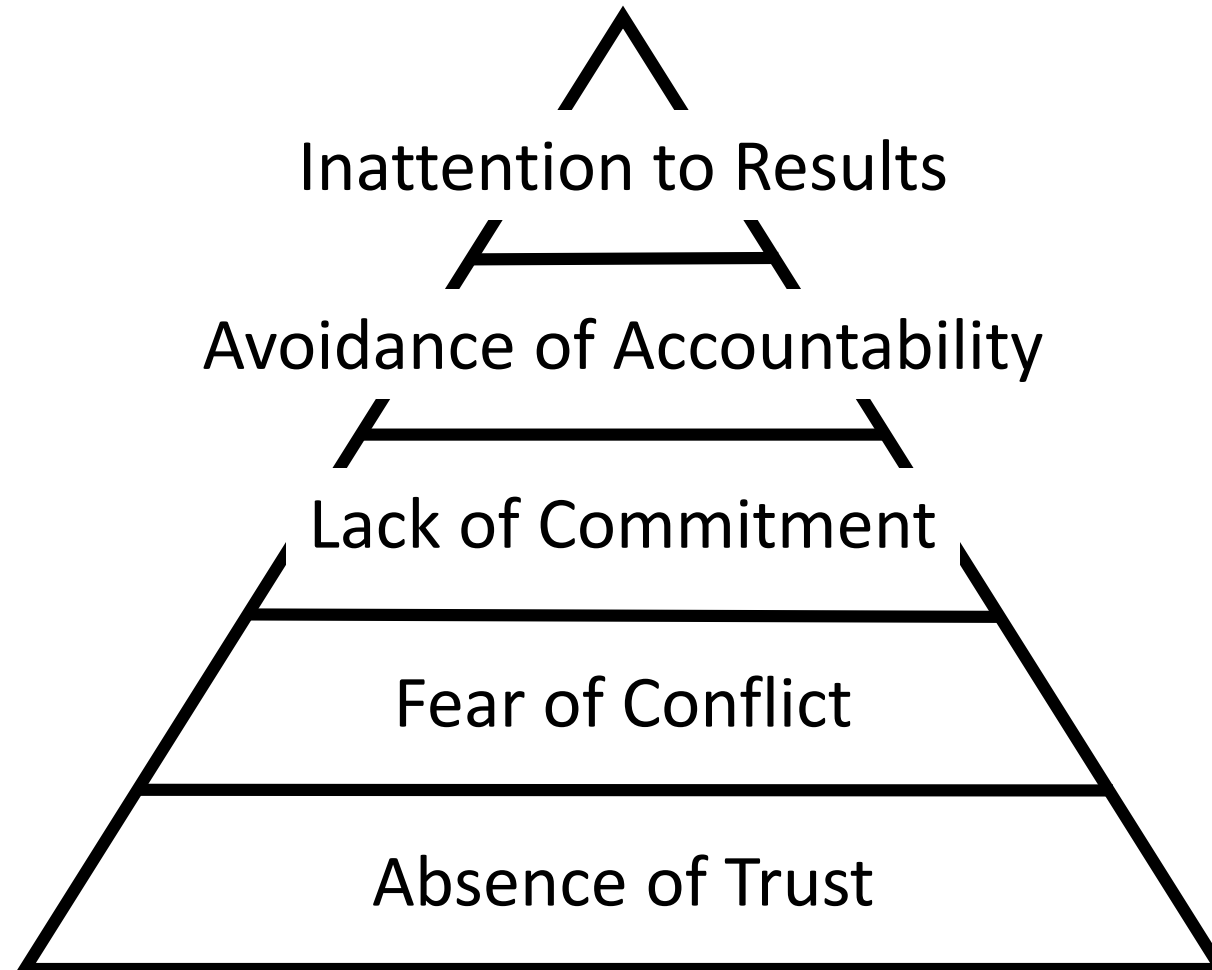 Inattention to Results
Avoidance of Accountability
Lack of Commitment
Fear of Conflict
Absence of Trust